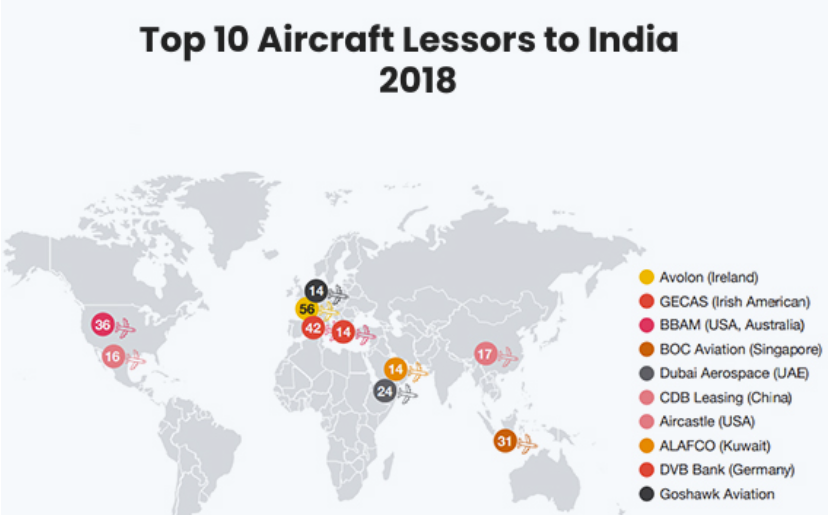 Top 10 Aircraft Lessors to India
2018
14
56
42
14
36
16
14
24
17
31
Avolon (Ireland)
GECAS (Irish American)
BBAM (USA, Australia)
BOC Aviation (Singapore)
Dubai Aerospace (UAE)
CDB Leasing (China)
Aircastle (USA)
ALAFCO (Kuwait)
DVB Bank (Germany)
Goshawk Aviation